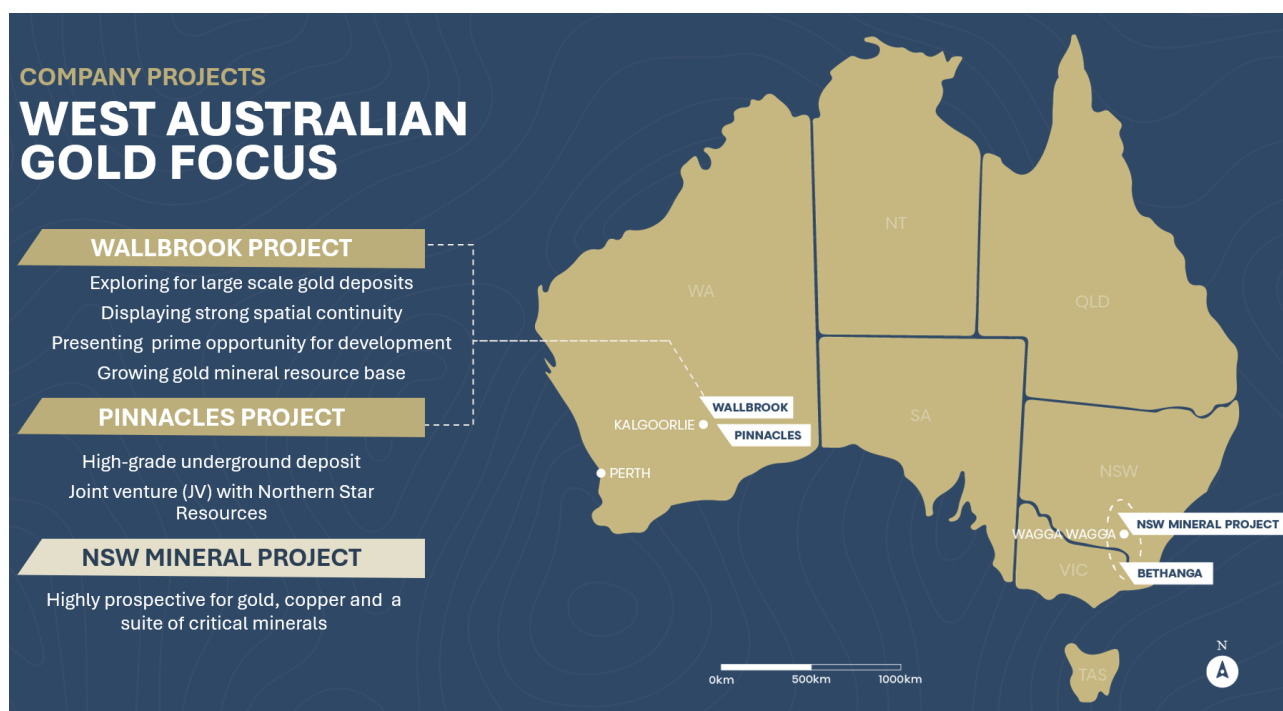 COMPANY PROJECTS
WEST AUSTRALIAN
GOLD FOCUS
WALLBROOK PROJECT
Exploring for large scale gold deposits
Displaying strong spatial continuity
Presenting prime opportunity for development
Growing gold mineral resource base
PINNACLES PROJECT
High-grade underground deposit
Joint venture (JV) with Northern Star
Resources
NSW MINERAL PROJECT
Highly prospective for gold, copper and a
suite of critical minerals
NT
WA
QLD
WALLBROOK
KALGOORLIE
PINNACLES
SA
PERTH
NSW
NSW MINERAL PROJECT
WAGGA WAGGA
VIC
BETHANGA
TAS
N
0km
500km
1000km